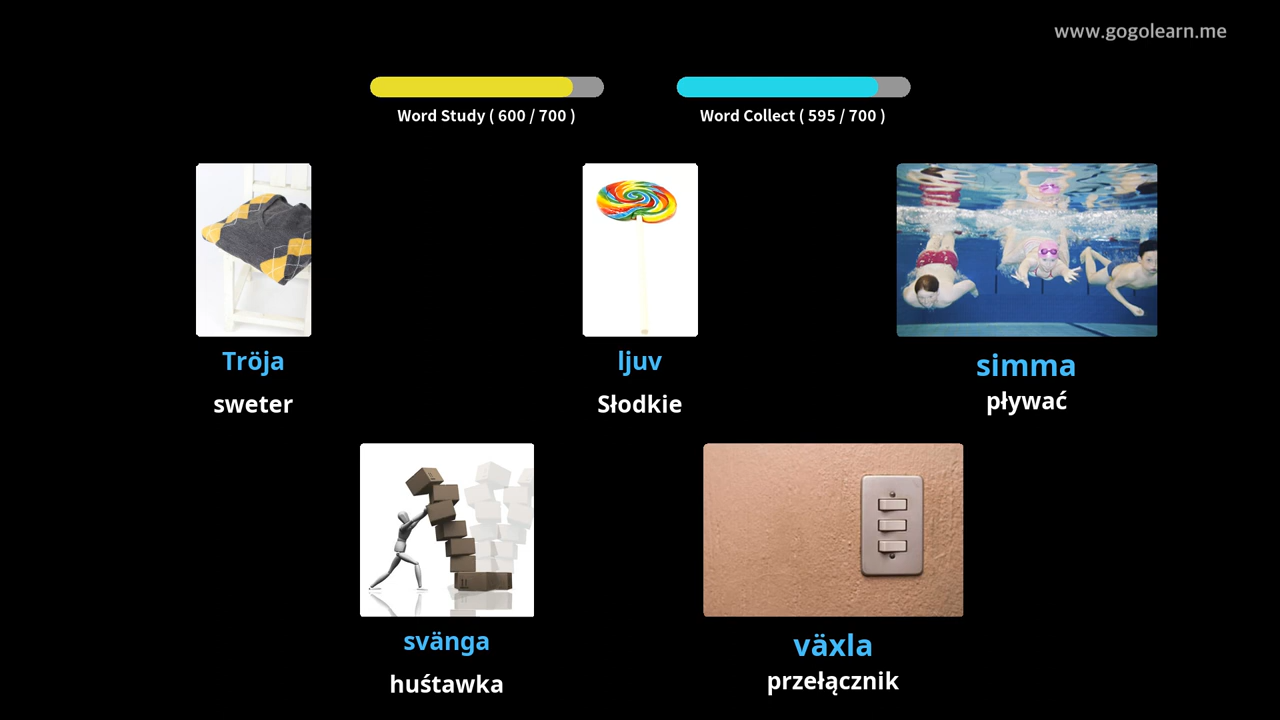 www.gogolearn.me
Word Study ( 600 / 700 )
Word Collect ( 595 / 700 )
Tröja
sweter
ljuv
Słodkie
simma
pływać
svänga
huśtawka
växla
przełącznik